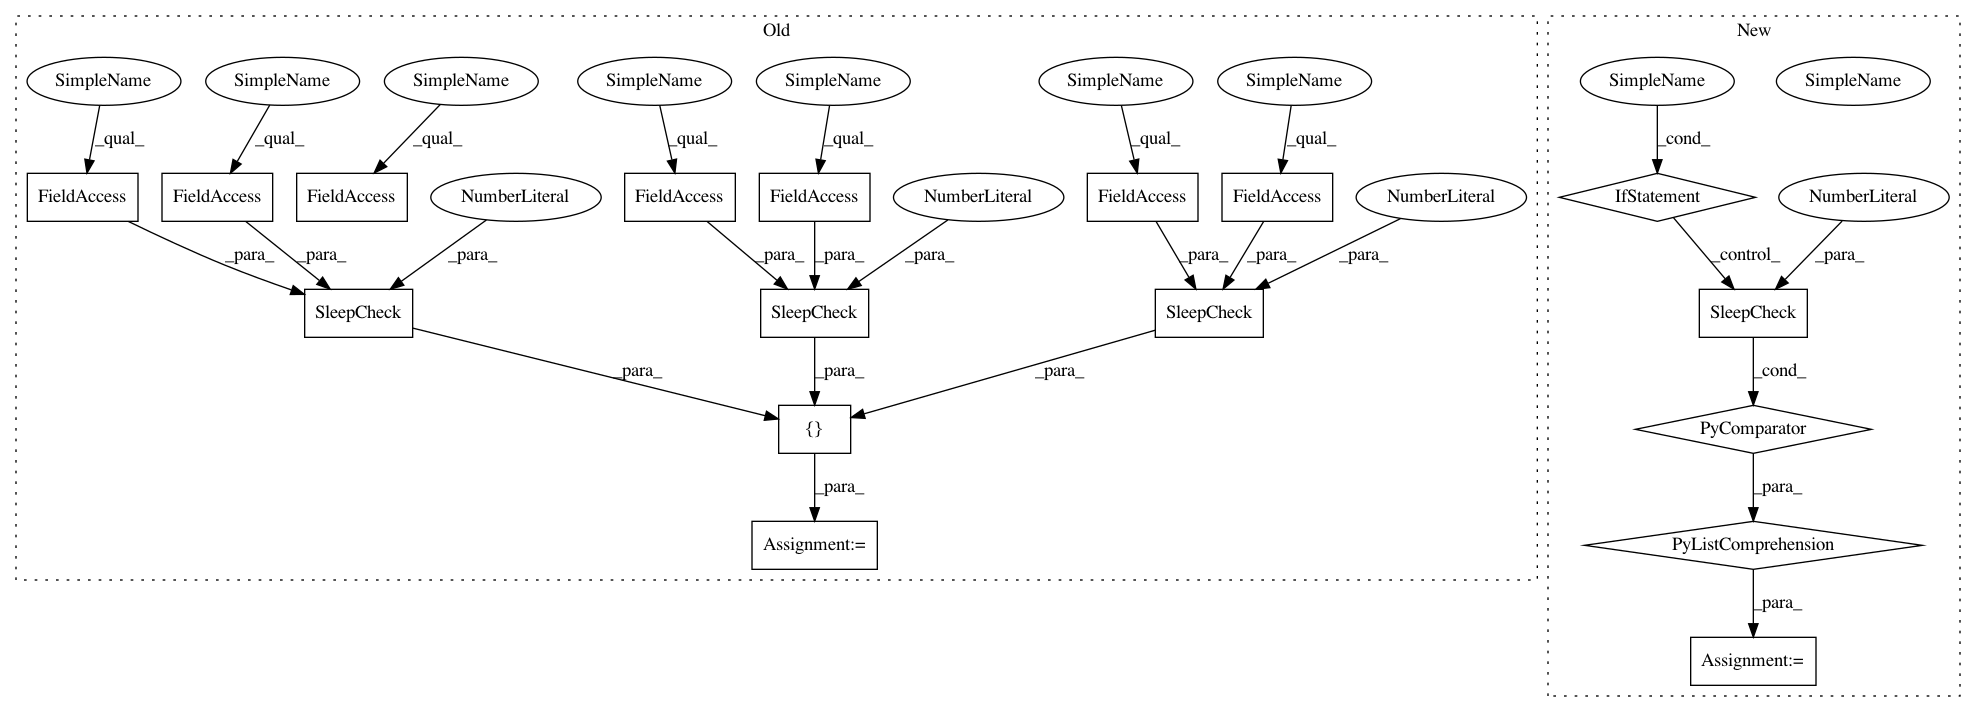 Old
New
SimpleName SimpleName SimpleName SimpleName SimpleName SimpleName SimpleName SimpleName SimpleName
_qual_ _qual_ _qual_ _qual_ _qual_ _qual_ _qual_ _cond_
FieldAccess FieldAccess FieldAccess NumberLiteral FieldAccess FieldAccess NumberLiteral FieldAccess FieldAccess NumberLiteral IfStatement NumberLiteral
_para_ _para_ _para_ _para_ _para_ _para_ _para_ _para_ _para_ _control_ _para_
SleepCheck SleepCheck SleepCheck SleepCheck
_para_ _para_ _para_ _cond_
{} PyComparator
_para_ _para_
Assignment:= PyListComprehension
_para_
Assignment:=